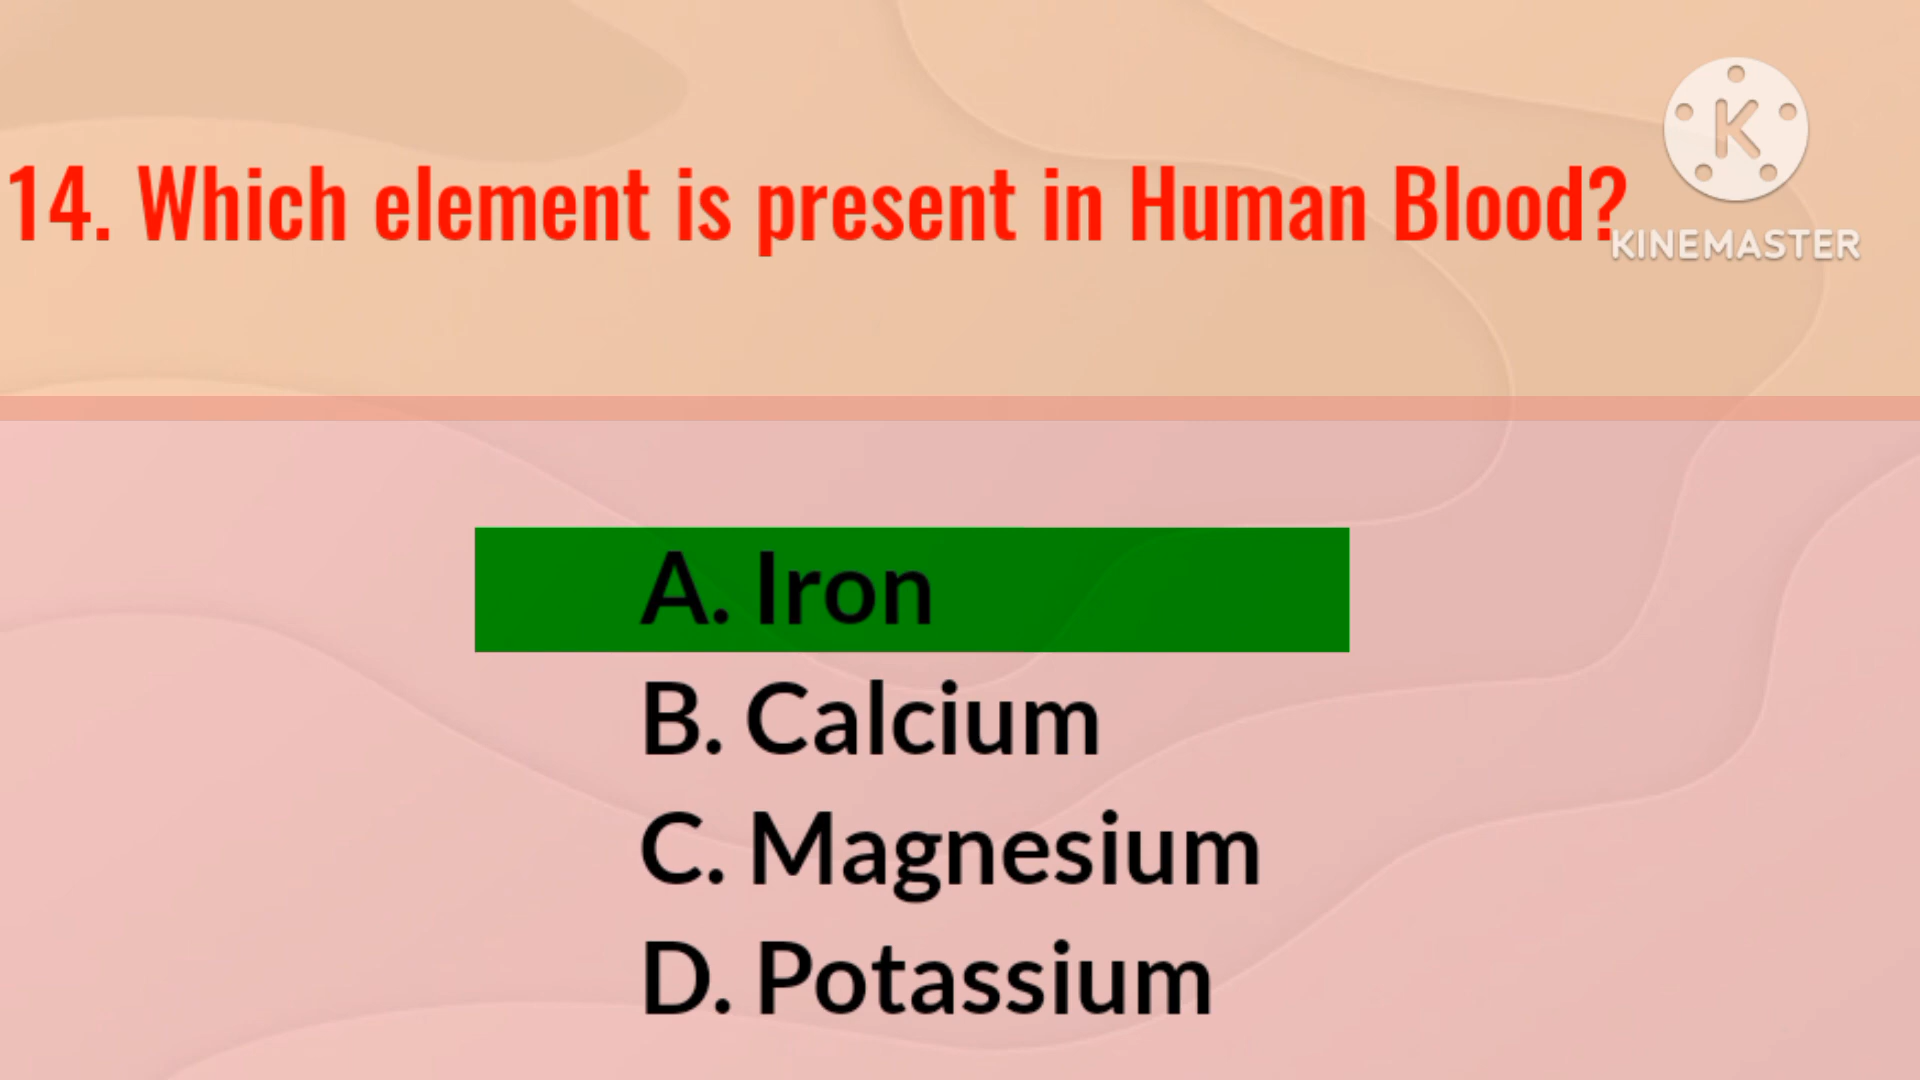 14. Which element is present in Human Blood?
K
KINEMASTER
A. Iron
B. Calcium
C. Magnesium
D. Potassium